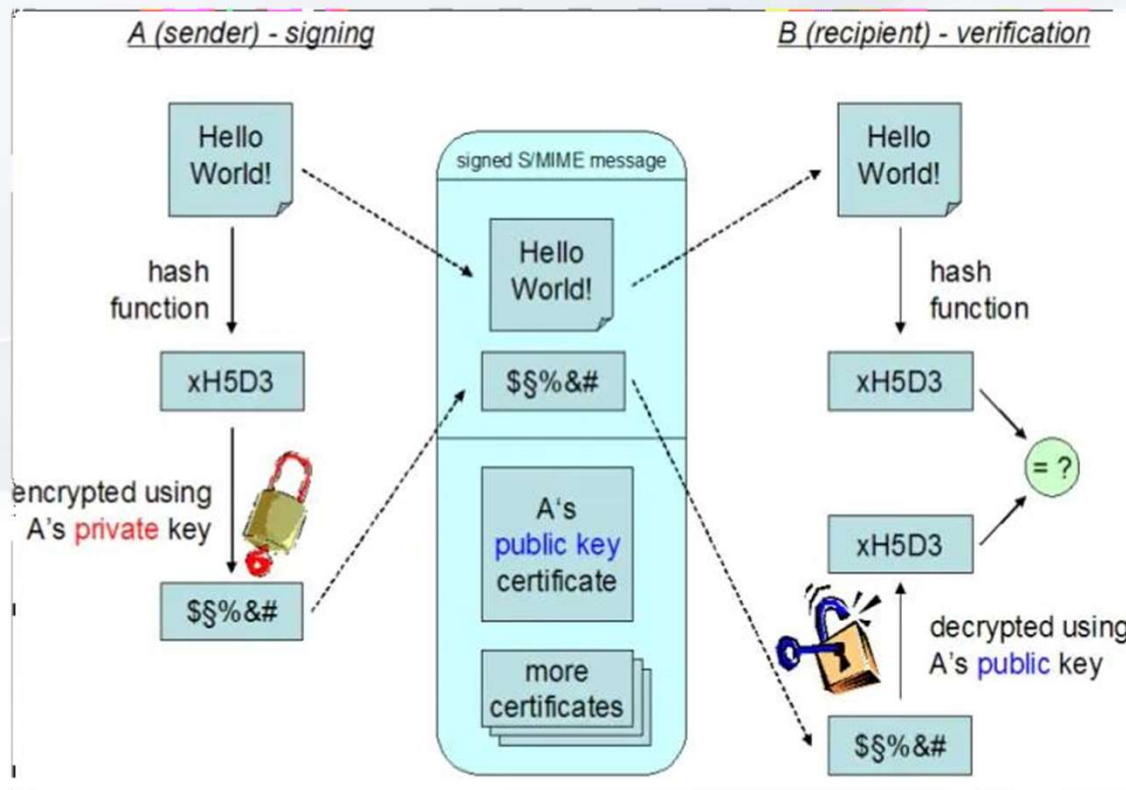 A (sender) - signing
Hello
World!
hash
function
xH5D3
encrypted using
A's private key
$§%&#
signed S/MIME message
Hello
World!
$§%&#
A's
public key
certificate
more
certificates
B (recipient) - verification
Hello
World!
hash
function
xH5D3
= ?
xH5D3
decrypted using
A's public key
$§%&#